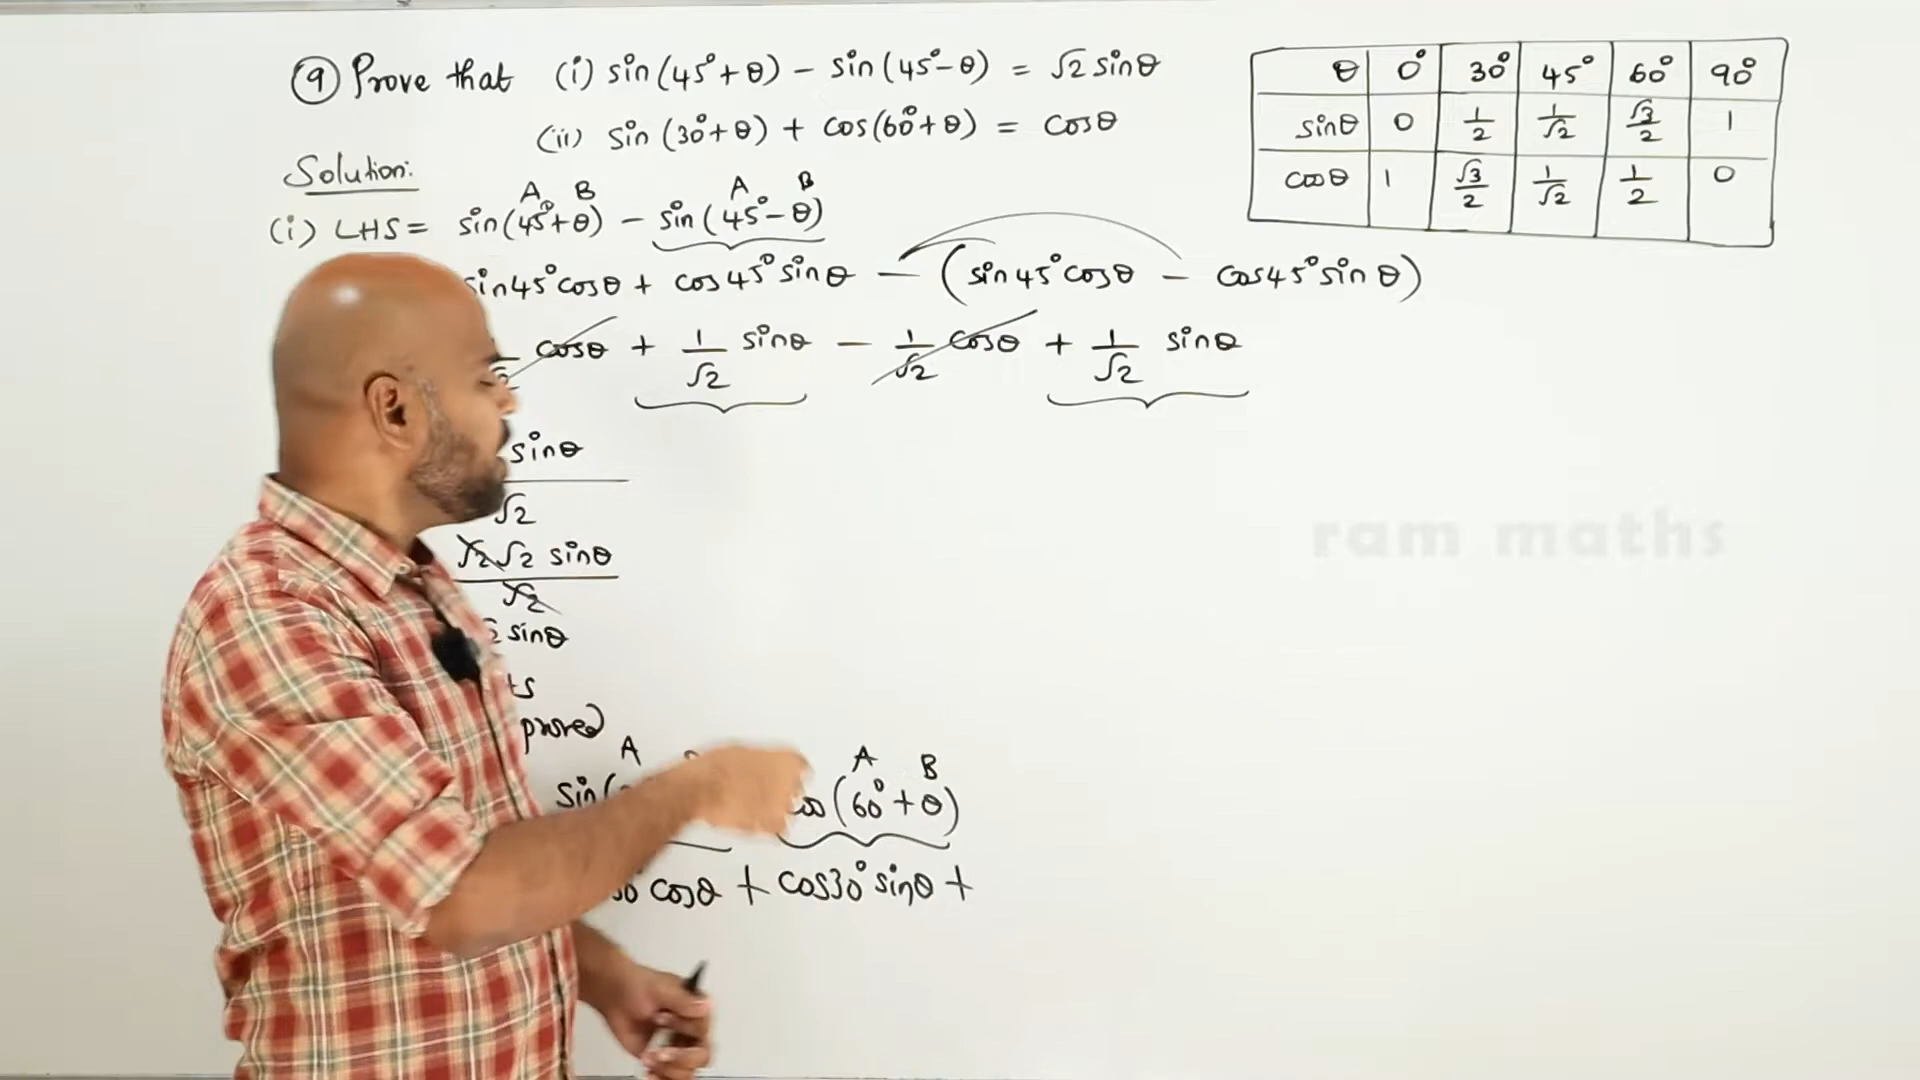 ⑨ Prove that (i) sin(45°+θ) − sin(45°−θ) = √2 sinθ
(ii) sin(30°+θ) + cos(60°+θ) = cosθ
Solution:
A B A B
(i) LHS = sin(45°+θ) − sin(45°−θ)
sin45°cosθ + cos45°sinθ − (sin45°cosθ − cos45°sinθ)
cosθ + 1/√2 sinθ − 1/√2 cosθ + 1/√2 sinθ
sinθ
√2
√2√2 sinθ
√2
sinθ
proved
A A B
sin( cos(60°+θ)
cosθ + cos30°sinθ +
θ 0° 30° 45° 60° 90°
sinθ 0 1/2 1/√2 √3/2 1
cosθ 1 √3/2 1/√2 1/2 0
ram maths